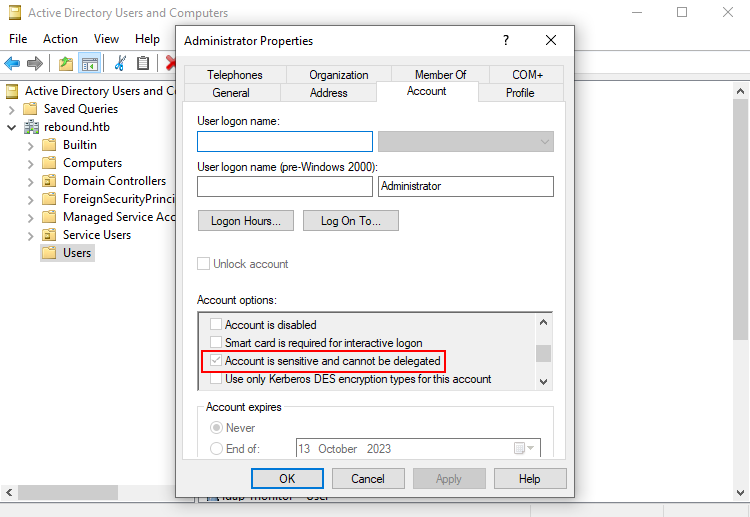 Active Directory Users and Computers
File Action View Help
Active Directory Users and Co
Saved Queries
rebound.htb
Builtin
Computers
Domain Controllers
ForeignSecurityPrinci
Managed Service Acc
Service Users
Users
Administrator Properties
?
Telephones Organization Member Of COM+
General Address Account Profile
User logon name:
User logon name (pre-Windows 2000):
Administrator
Logon Hours... Log On To...
Unlock account
Account options:
Account is disabled
Smart card is required for interactive logon
Account is sensitive and cannot be delegated
Use only Kerberos DES encryption types for this account
Account expires
Never
End of: 13 October 2023
OK Cancel Apply Help
User